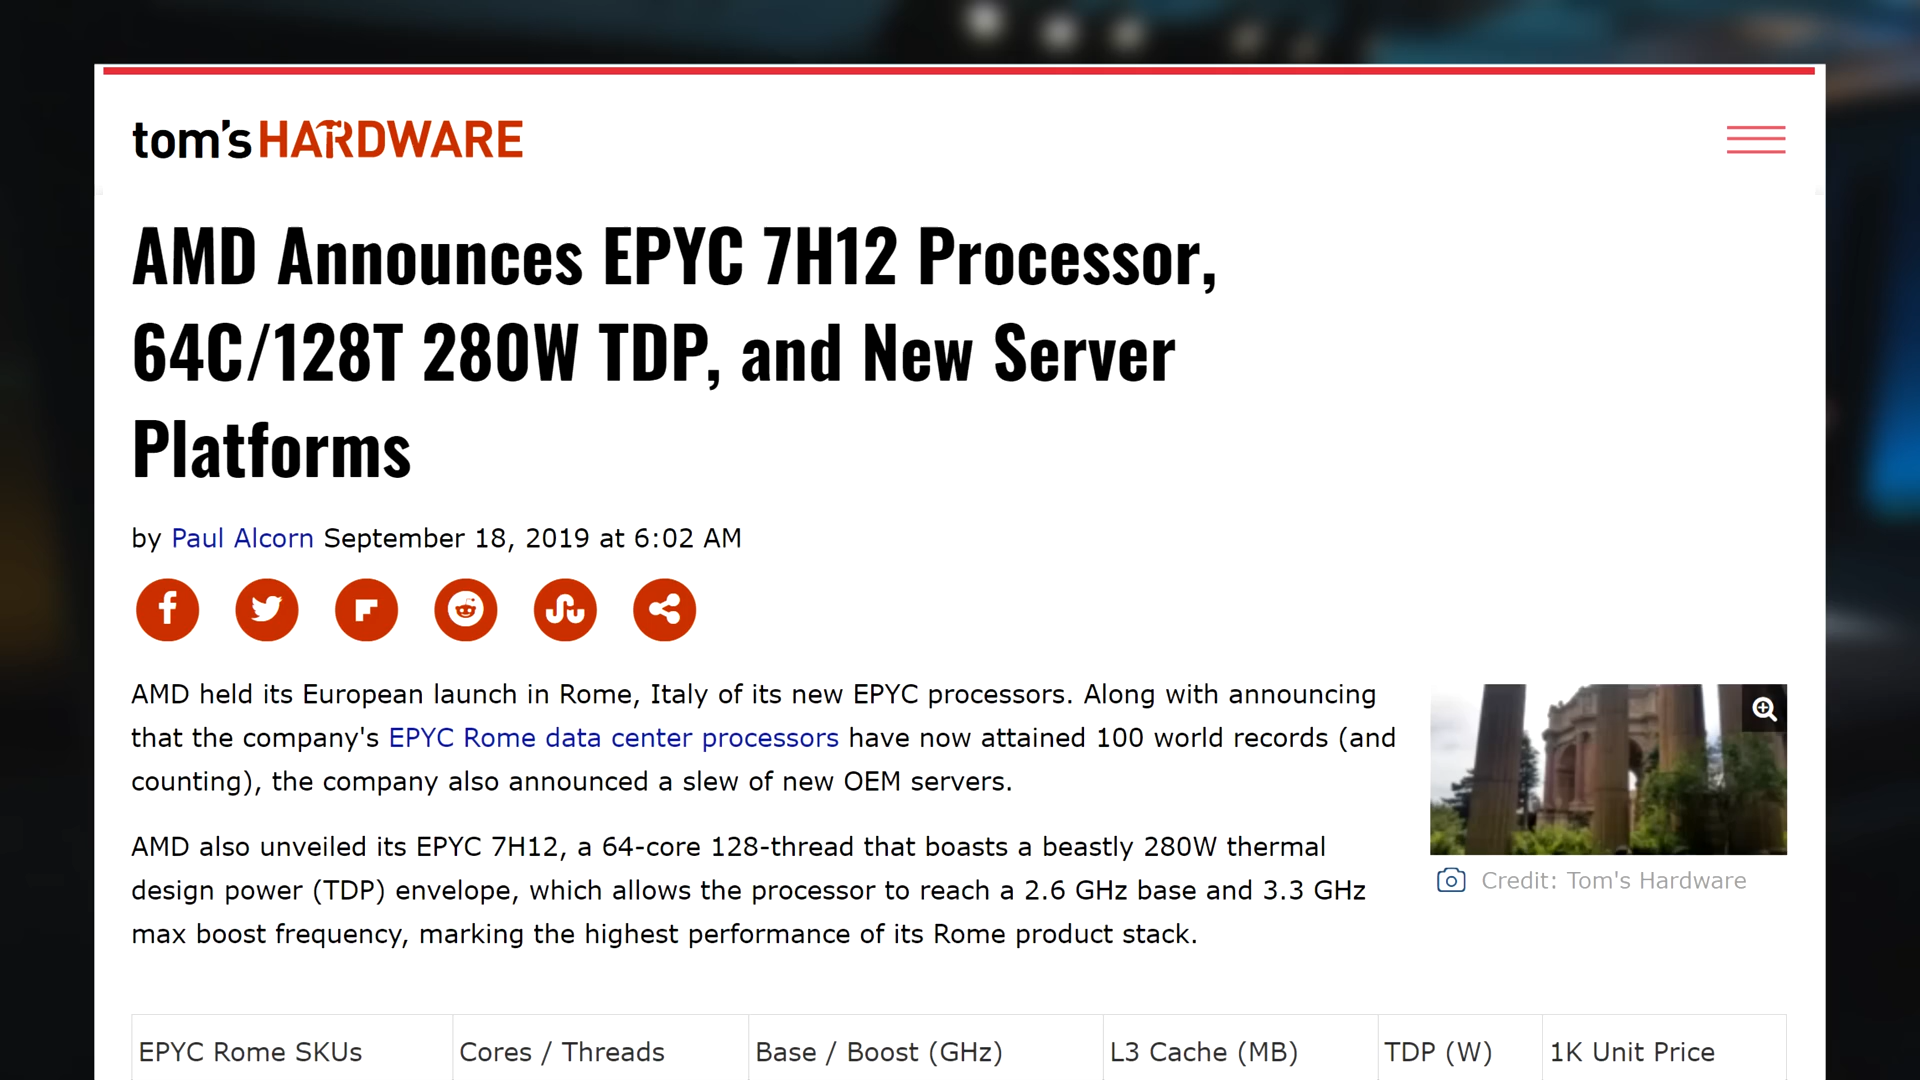 tom's HARDWARE
AMD Announces EPYC 7H12 Processor,
64C/128T 280W TDP, and New Server
Platforms
by Paul Alcorn September 18, 2019 at 6:02 AM
AMD held its European launch in Rome, Italy of its new EPYC processors. Along with announcing
that the company's EPYC Rome data center processors have now attained 100 world records (and
counting), the company also announced a slew of new OEM servers.
Credit: Tom's Hardware
AMD also unveiled its EPYC 7H12, a 64-core 128-thread that boasts a beastly 280W thermal
design power (TDP) envelope, which allows the processor to reach a 2.6 GHz base and 3.3 GHz
max boost frequency, marking the highest performance of its Rome product stack.
EPYC Rome SKUs Cores / Threads Base / Boost (GHz) L3 Cache (MB) TDP (W) 1K Unit Price